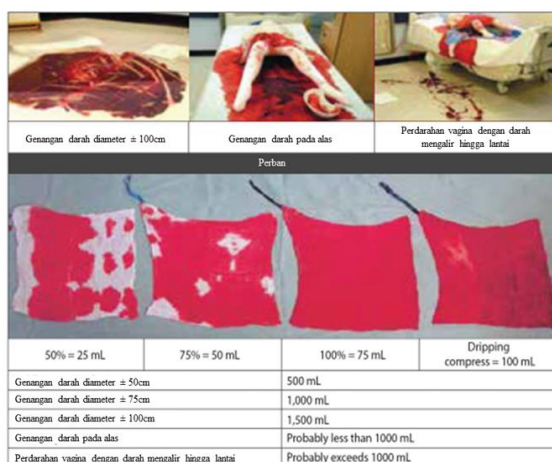 Genangan darah diameter ± 100cm
Genangan darah pada alas
Perdarahan vagina dengan darah
mengalir hingga lantai
Perban
50% = 25 mL
75% = 50 mL
100% = 75 mL
Dripping
compress = 100 mL
Genangan darah diameter ± 50cm
500 mL
Genangan darah diameter ± 75cm
1,000 mL
Genangan darah diameter ± 100cm
1,500 mL
Genangan darah pada alas
Probably less than 1000 mL
Perdarahan vagina dengan darah mengalir hingga lantai
Probably exceeds 1000 mL